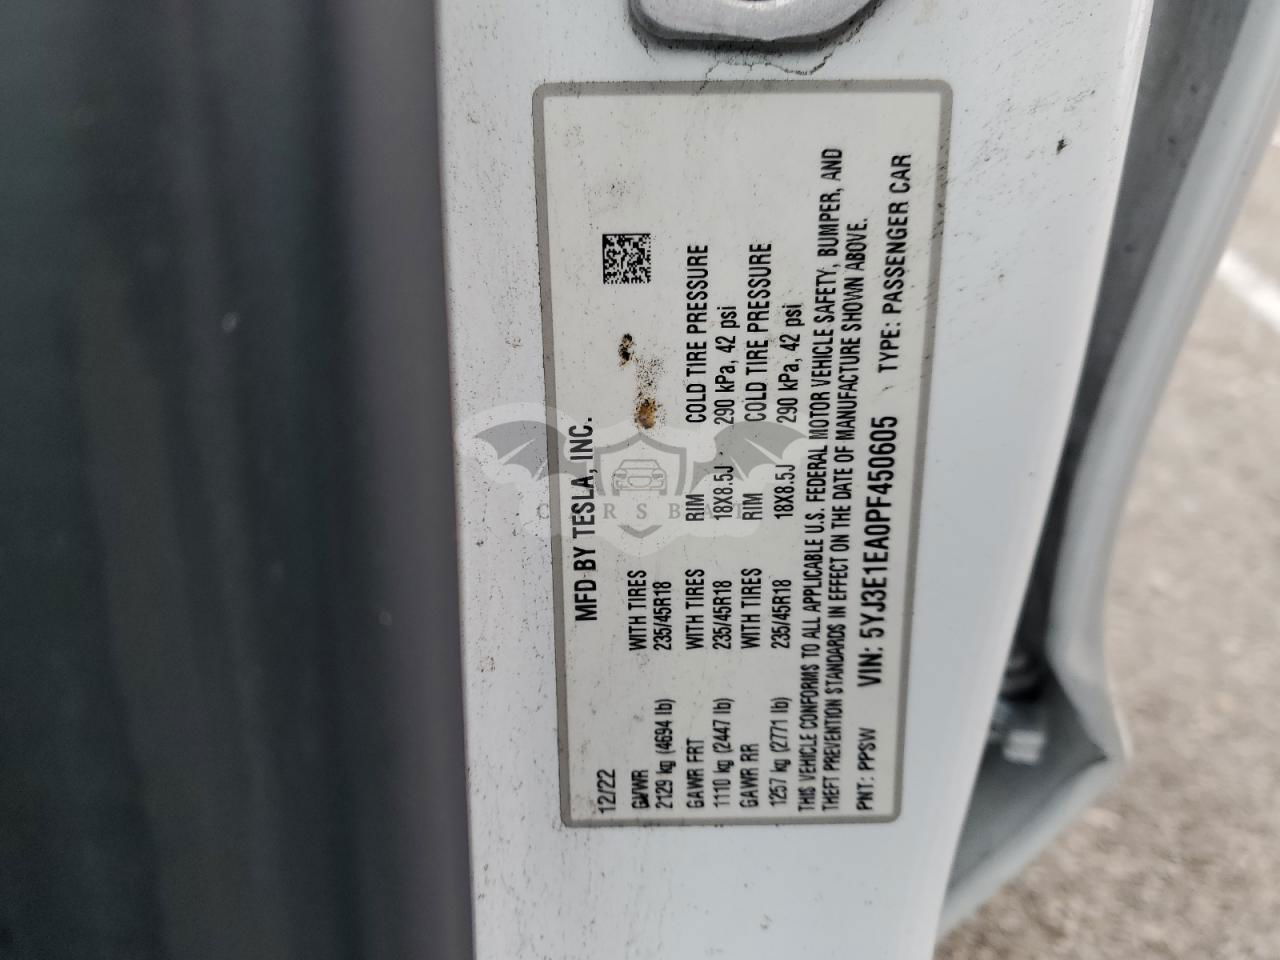 MFD BY TESLA, INC.
12/22
GVWR WITH TIRES
2129 kg (4694 lb) 235/45R18
GAWR FRT WITH TIRES RIM COLD TIRE PRESSURE
1110 kg (2447 lb) 235/45R18 18X8.5J 290 kPa, 42 psi
GAWR RR WITH TIRES RIM COLD TIRE PRESSURE
1257 kg (2771 lb) 235/45R18 18X8.5J 290 kPa, 42 psi
THIS VEHICLE CONFORMS TO ALL APPLICABLE U.S. FEDERAL MOTOR VEHICLE SAFETY, BUMPER, AND
THEFT PREVENTION STANDARDS IN EFFECT ON THE DATE OF MANUFACTURE SHOWN ABOVE.
PNT: PPSW VIN: 5YJ3E1EA0PF450605 TYPE: PASSENGER CAR
CARSBAT